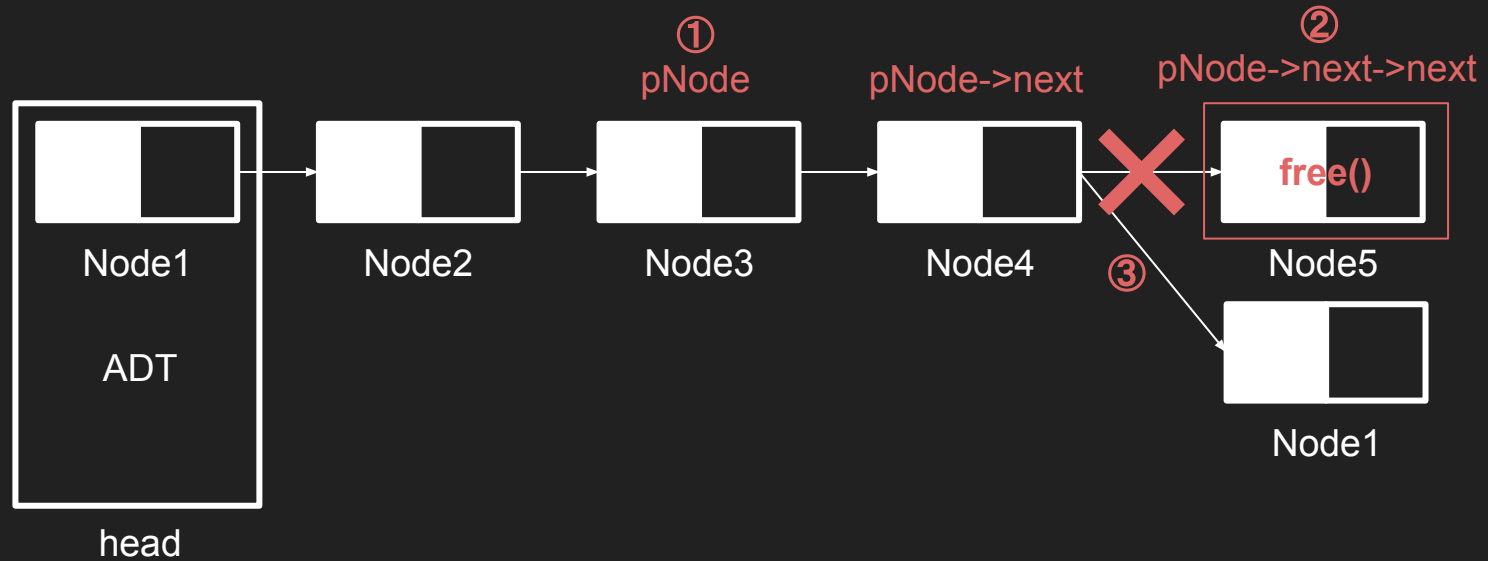 ①
pNode
pNode->next
②
pNode->next->next
free()
Node1
Node2
Node3
Node4
Node5
③
ADT
Node1
head